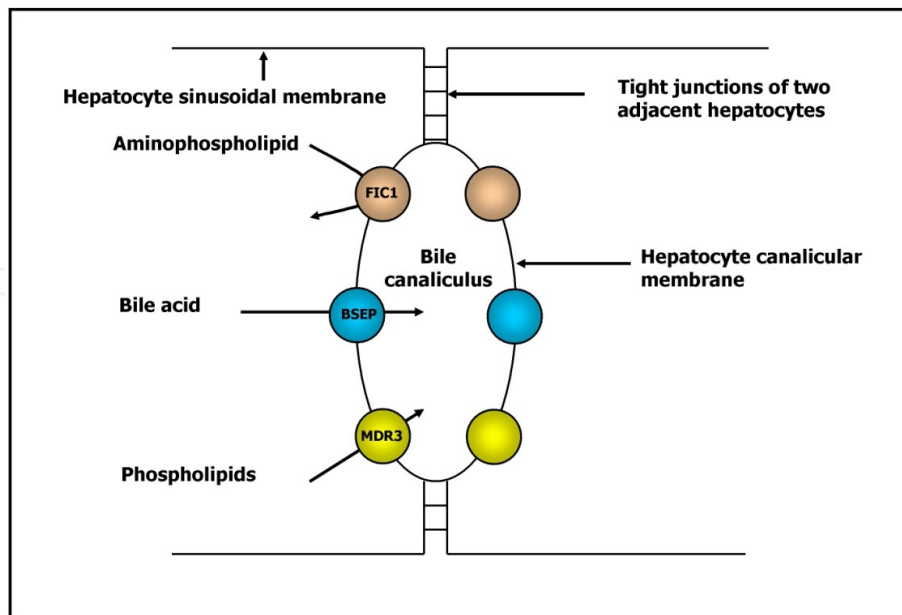 Hepatocyte sinusoidal membrane
Tight junctions of two
adjacent hepatocytes
Aminophospholipid
FIC1
Bile
canaliculus
Hepatocyte canalicular
membrane
Bile acid
BSEP
MDR3
Phospholipids